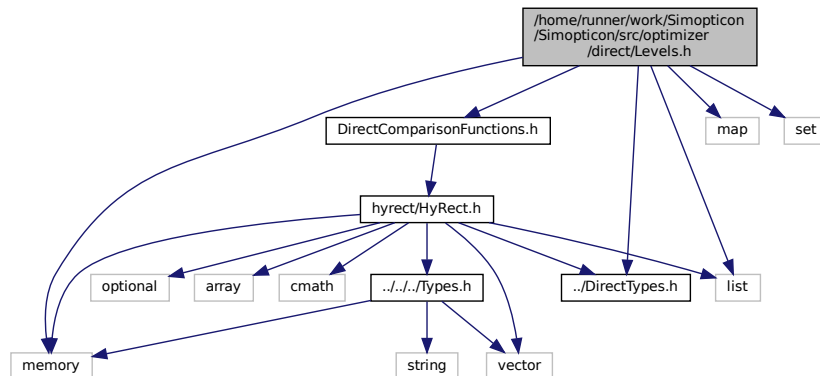 /home/runner/work/Simopticon
/Simopticon/src/optimizer
/direct/Levels.h
DirectComparisonFunctions.h
map
set
hyrect/HyRect.h
optional
array
cmath
../../../Types.h
../DirectTypes.h
list
memory
string
vector